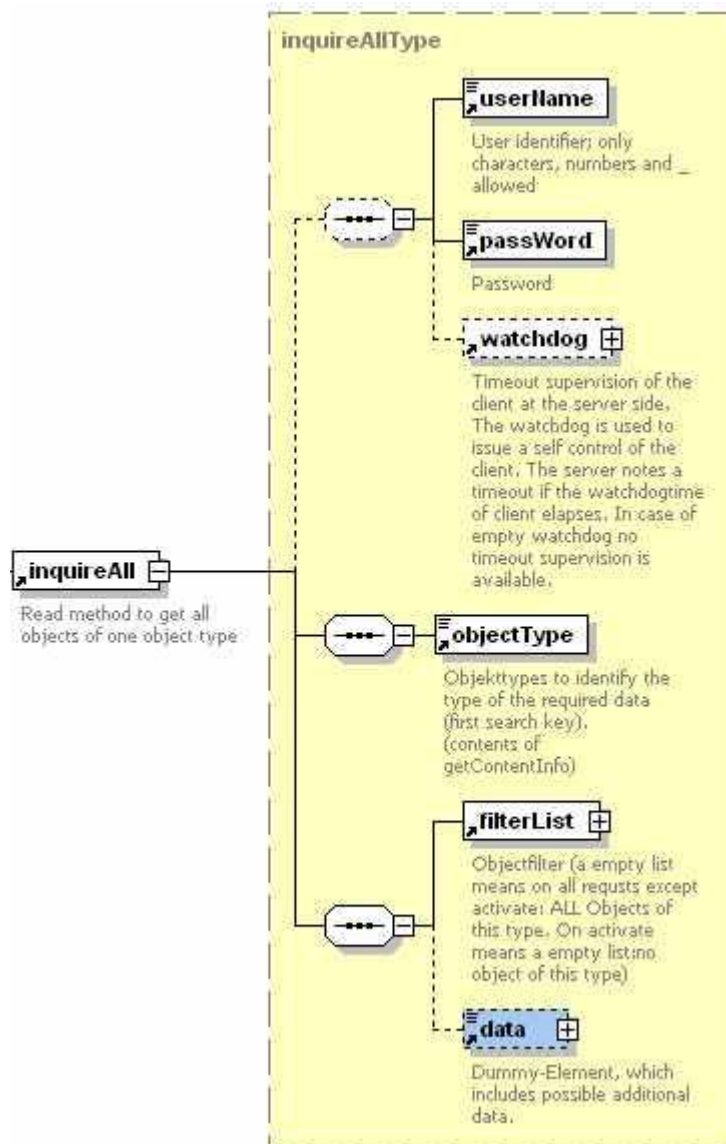 inquireAllType
userName
User identifier; only
characters, numbers and _
allowed
passWord
Password
watchdog
Timeout supervision of the
client at the server side.
The watchdog is used to
issue a self control of the
client. The server notes a
timeout if the watchdogtime
of client elapses. In case of
empty watchdog no
timeout supervision is
available.
inquireAll
Read method to get all
objects of one object type
objectType
Objekttypes to identify the
type of the required data
(first search key).
(contents of
getContentInfo)
filterList
Objectfilter (a empty list
means on all requsts except
activate: ALL Objects of
this type. On activate
means a empty list:no
object of this type)
data
Dummy-Element, which
includes possible additional
data.